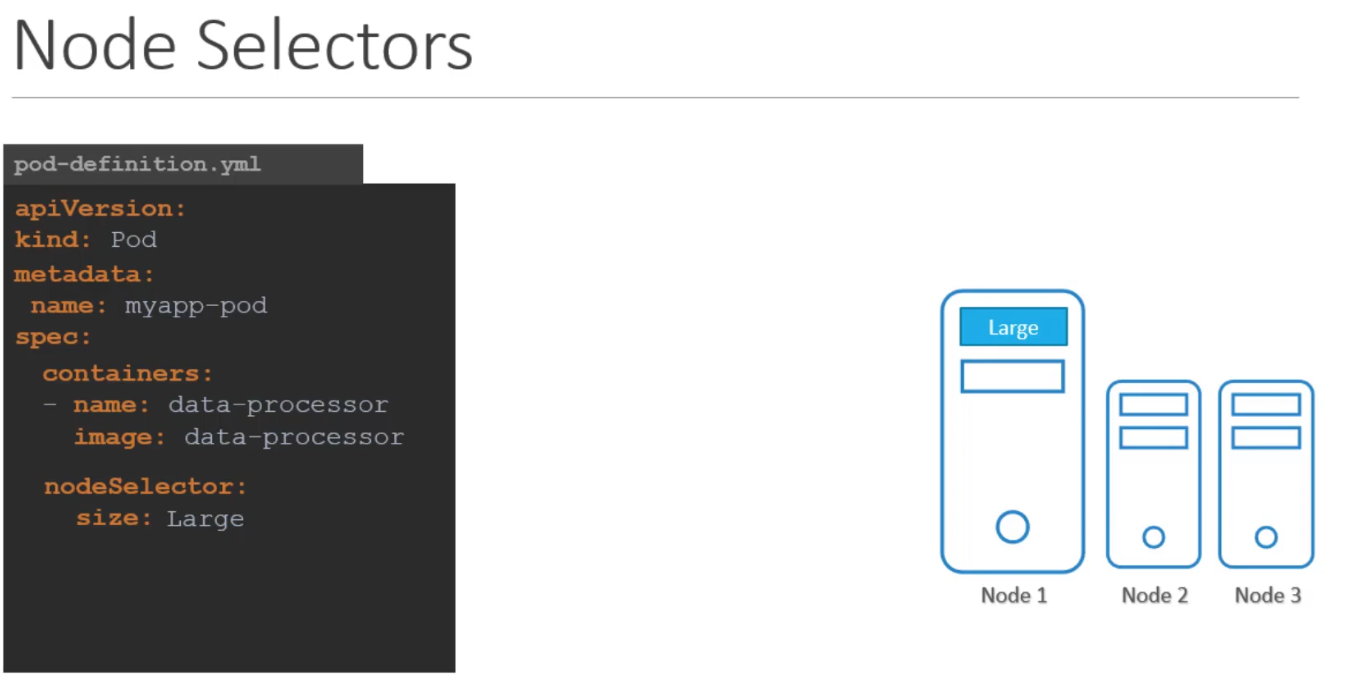 Node Selectors
pod-definition.yml
apiVersion:
kind: Pod
metadata:
name: myapp-pod
spec:
containers:
- name: data-processor
image: data-processor
nodeSelector:
size: Large
Large
Node 1
Node 2
Node 3